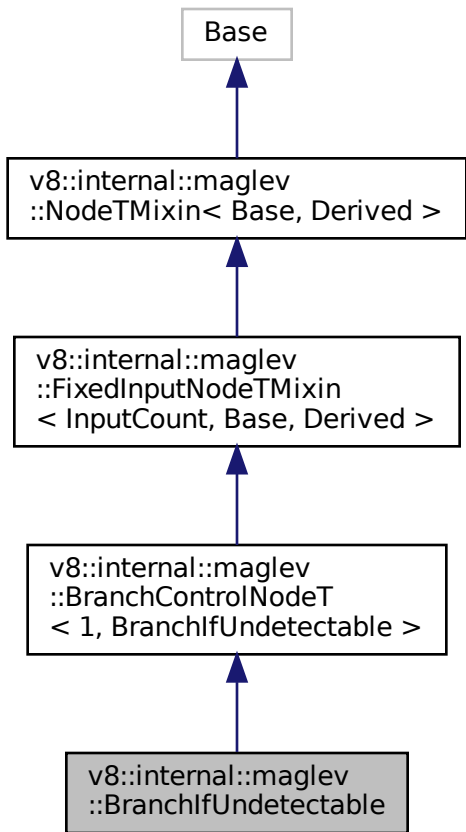 Base
v8::internal::maglev
::NodeTMixin< Base, Derived >
v8::internal::maglev
::FixedInputNodeTMixin
< InputCount, Base, Derived >
v8::internal::maglev
::BranchControlNodeT
< 1, BranchIfUndetectable >
v8::internal::maglev
::BranchIfUndetectable